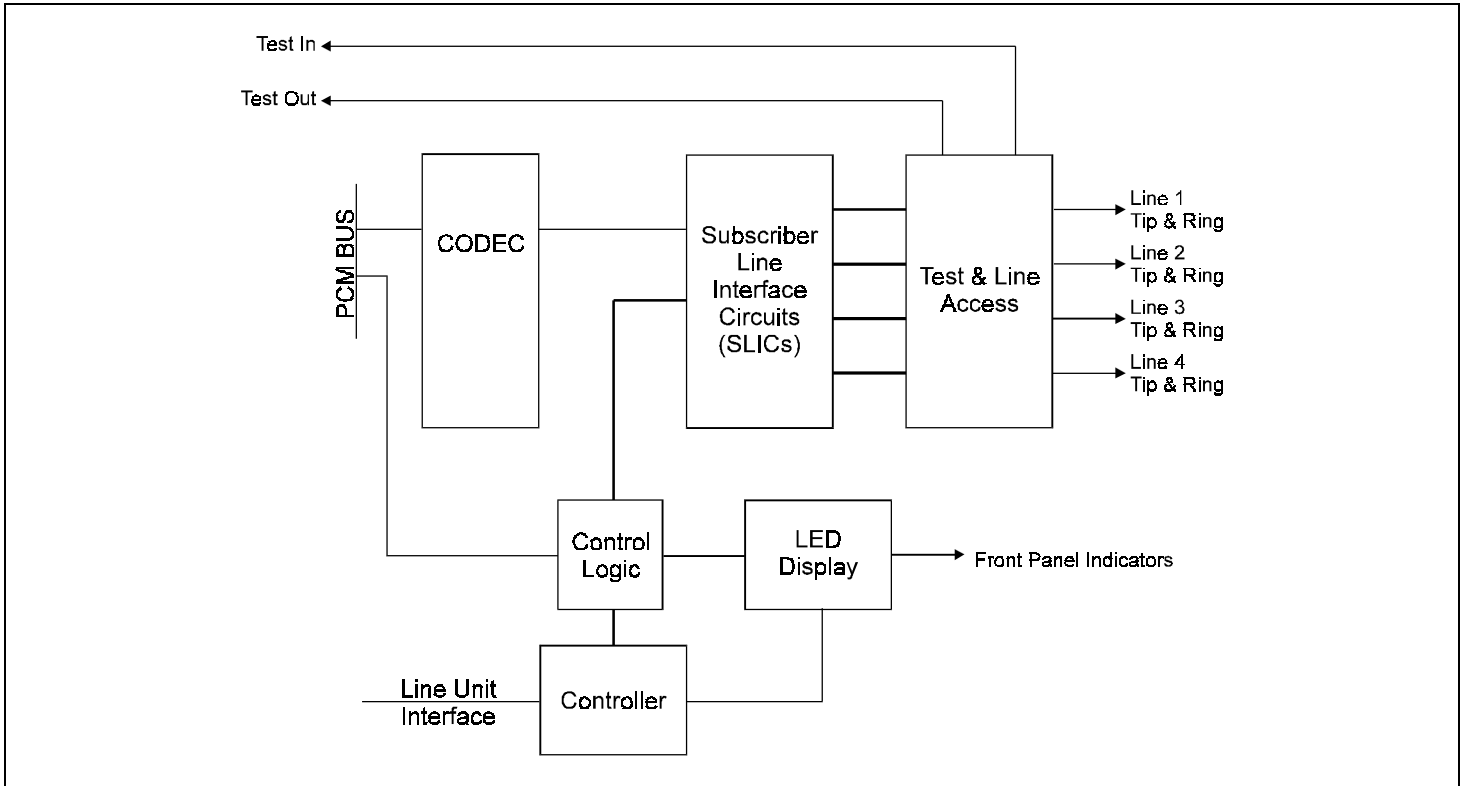 Test In
Test Out
PCM BUS
CODEC
Subscriber
Line
Interface
Circuits
(SLICs)
Test & Line
Access
Line 1
Tip & Ring
Line 2
Tip & Ring
Line 3
Tip & Ring
Line 4
Tip & Ring
Control
Logic
LED
Display
Front Panel Indicators
Line Unit
Interface
Controller